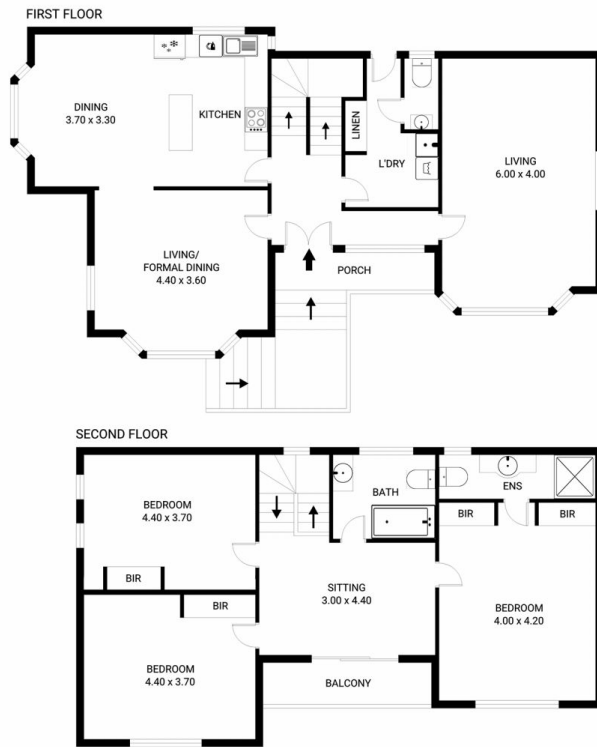 FIRST FLOOR
DINING
3.70 x 3.30
KITCHEN
LINEN
L'DRY
LIVING
6.00 x 4.00
LIVING/
FORMAL DINING
4.40 x 3.60
PORCH
SECOND FLOOR
BEDROOM
4.40 x 3.70
BIR
BATH
ENS
BIR
BIR
SITTING
3.00 x 4.40
BEDROOM
4.00 x 4.20
BIR
BEDROOM
4.40 x 3.70
BALCONY